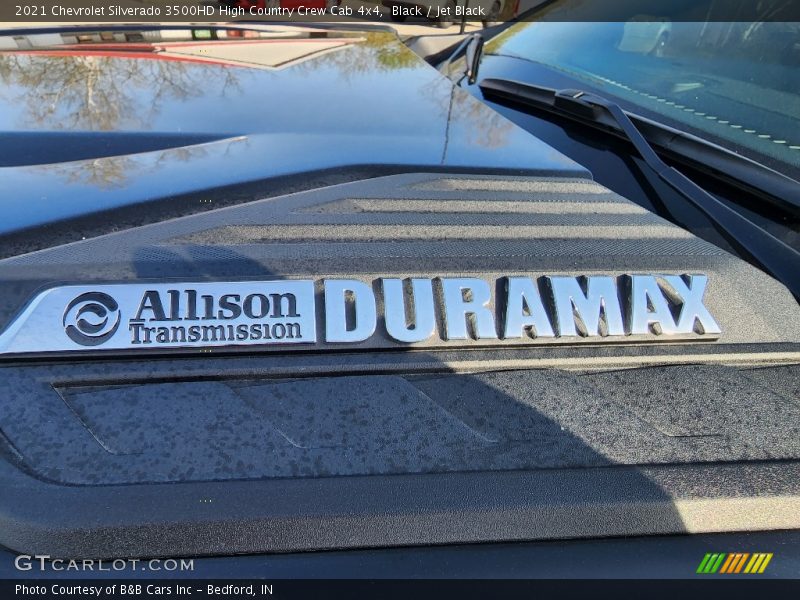 2021 Chevrolet Silverado 3500HD High Country Crew Cab 4x4, Black / Jet Black
Allison DURAMAX
Transmission
GTCARLOT.COM
Photo Courtesy of B&B Cars Inc - Bedford, IN